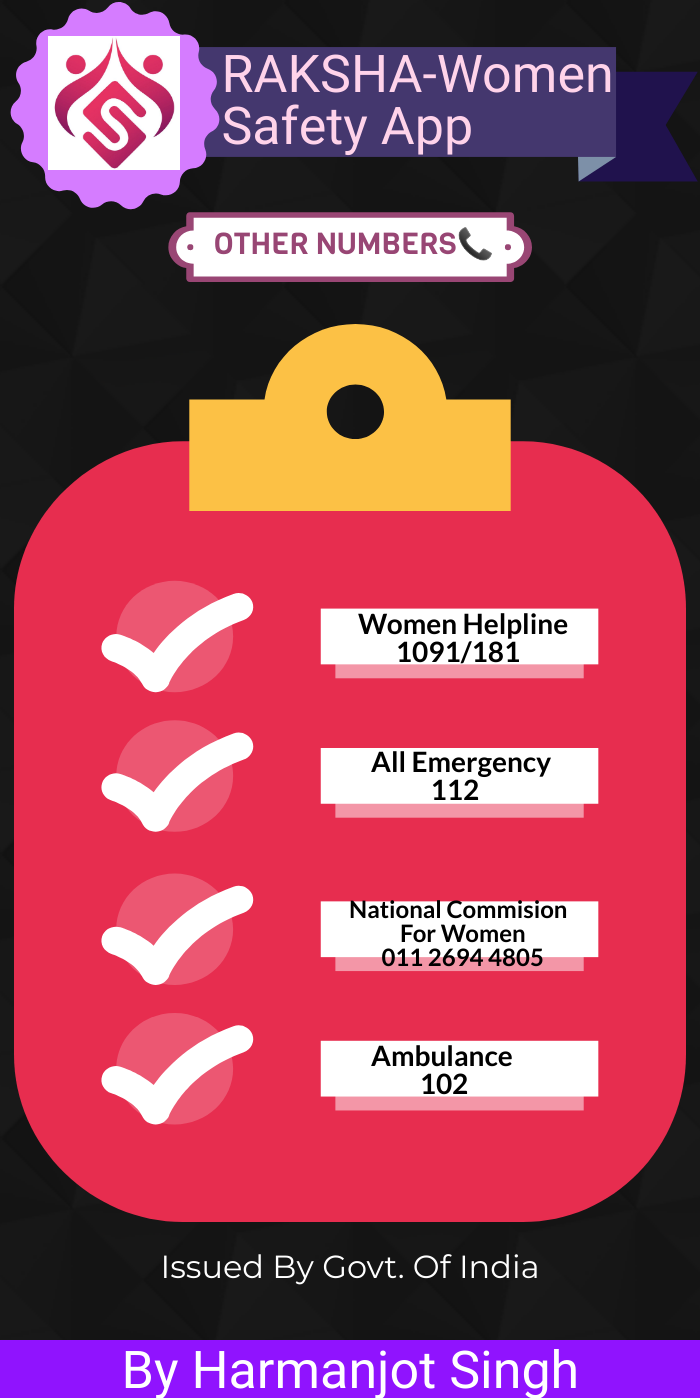 RAKSHA-Women
Safety App
OTHER NUMBERS📞
Women Helpline
1091/181
All Emergency
112
National Commision
For Women
011 2694 4805
Ambulance
102
Issued By Govt. Of India
By Harmanjot Singh